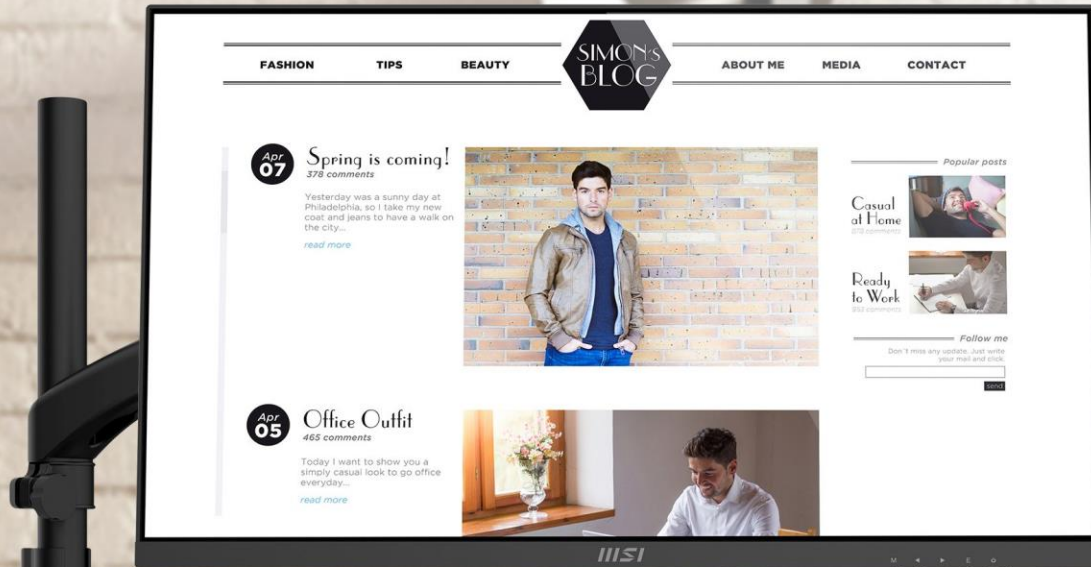 FASHION TIPS BEAUTY
SIMON's
BLOG
ABOUT ME MEDIA CONTACT
Apr
07
Spring is coming!
378 comments
Yesterday was a sunny day at
Philadelphia, so I take my new
coat and jeans to have a walk on
the city...
read more
Apr
05
Office Outfit
465 comments
Today I want to show you a
simply casual look to go office
everyday...
read more
Popular posts
Casual
at Home
comments
Ready
to Work
comments
Follow me
Don´t miss any update. Just write
your mail and click.
send
msi
M E